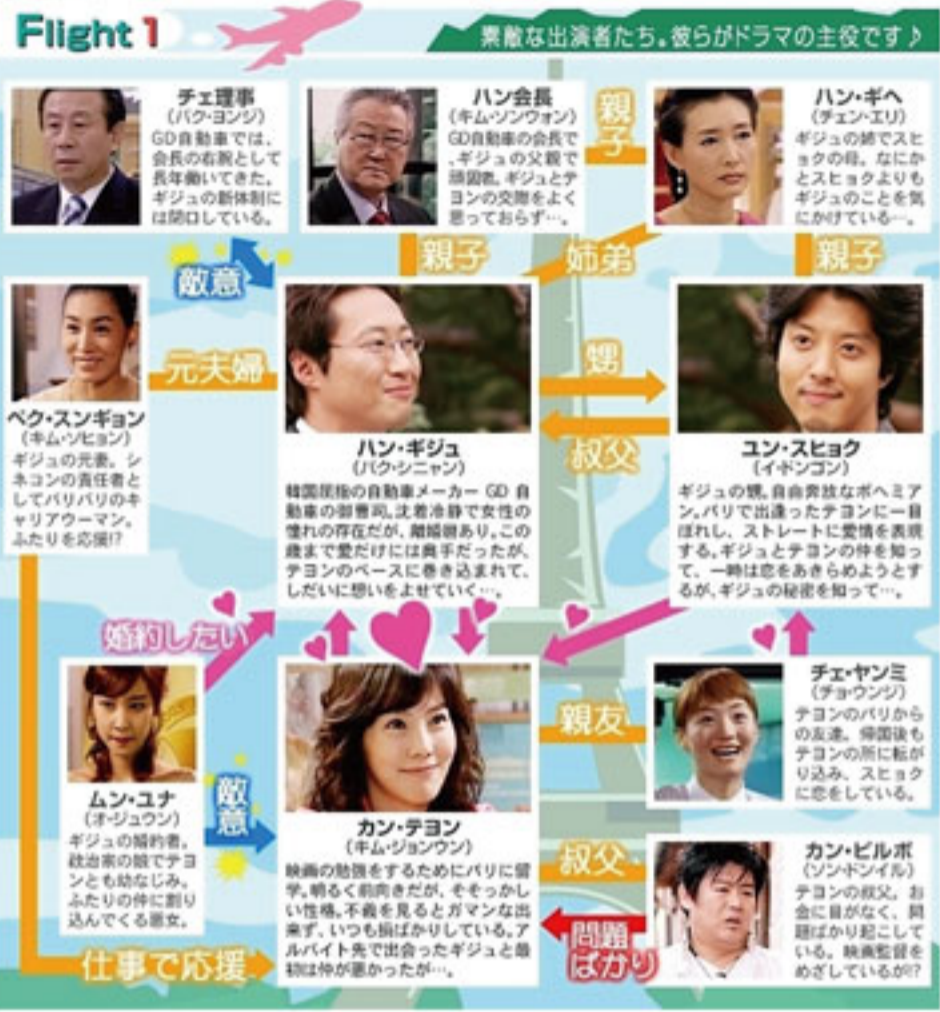 Flight 1
素敵な出演者たち。彼らがドラマの主役です♪
チェ理事
(パク・ヨンジ)
GD自動車では、
会長の右腕として
長年働いてきた。
ギジュの新体制に
は閉口している。
ハン会長
(キム・ソンウォン)
GD自動車の会長で
、ギジュの父親で
頑固者。ギジュとテ
ヨンの交際をよく
思っておらず…。
親子
ハン・ギヘ
(チェン・エリ)
ギジュの姉でスヒ
ョクの母。なにか
とスヒョクよりも
ギジュのことを気
にかけている…。
敵意
親子
姉弟
親子
ペク・スンギョン
(キム・ソヒョン)
ギジュの元妻。シ
ネコンの責任者と
してバリバリのキ
ャリアウーマン。
ふたりを応援!?
元夫婦
ハン・ギジュ
(パク・シニャン)
韓国屈指の自動車メーカー GD 自
動車の御曹司。沈着冷静で女性の
憧れの存在だが、離婚暦あり。この
歳まで愛だけには奥手だったが、
テヨンのペースに巻き込まれて、
しだいに想いをよせていく…。
甥
叔父
ユン・スヒョク
(イ・ドンゴン)
ギジュの甥。自由奔放なボヘミア
ン。パリで出逢ったテヨンに一目
ぼれし、ストレートに愛情を表現
する。ギジュとテヨンの仲を知っ
て、一時は恋をあきらめようとす
るが、ギジュの秘密を知って…。
婚約したい
ムン・ユナ
(オ・ジュウン)
ギジュの婚約者。
政治家の娘でテヨ
ンとも幼なじみ。
ふたりの仲に割り
込んでくる悪女。
敵意
カン・テヨン
(キム・ジョンウン)
映画の勉強をするためにパリに留
学。明るく前向きだが、そそっかし
い性格。不義を見るとガマンな出
来ず、いつも損ばかりしている。ア
ルバイト先で出会ったギジュと最
初は仲が悪かったが…。
親友
チェ・ヤンミ
(チョ・ウンジ)
テヨンのパリから
の友達。帰国後も
テヨンの所に転が
り込み、スヒョク
に恋をしている。
叔父
問題
ばかり
カン・ピルボ
(ソン・ドンイル)
テヨンの叔父。お
金に目がなく、問
題ばかり起こして
いる。映画監督を
めざしているが!?
仕事で応援